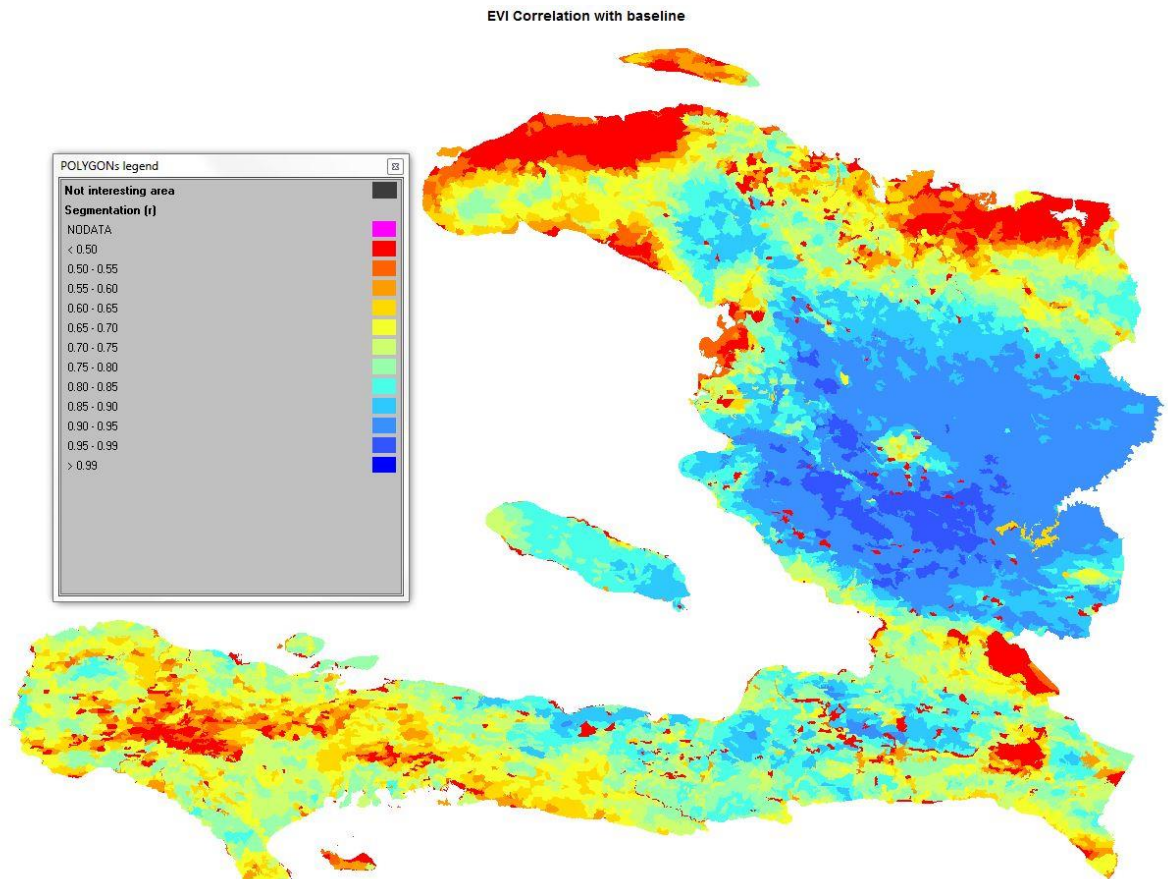 EVI Correlation with baseline
POLYGONs legend
Not interesting area
Segmentation (r)
NODATA
< 0.50
0.50 - 0.55
0.55 - 0.60
0.60 - 0.65
0.65 - 0.70
0.70 - 0.75
0.75 - 0.80
0.80 - 0.85
0.85 - 0.90
0.90 - 0.95
0.95 - 0.99
> 0.99